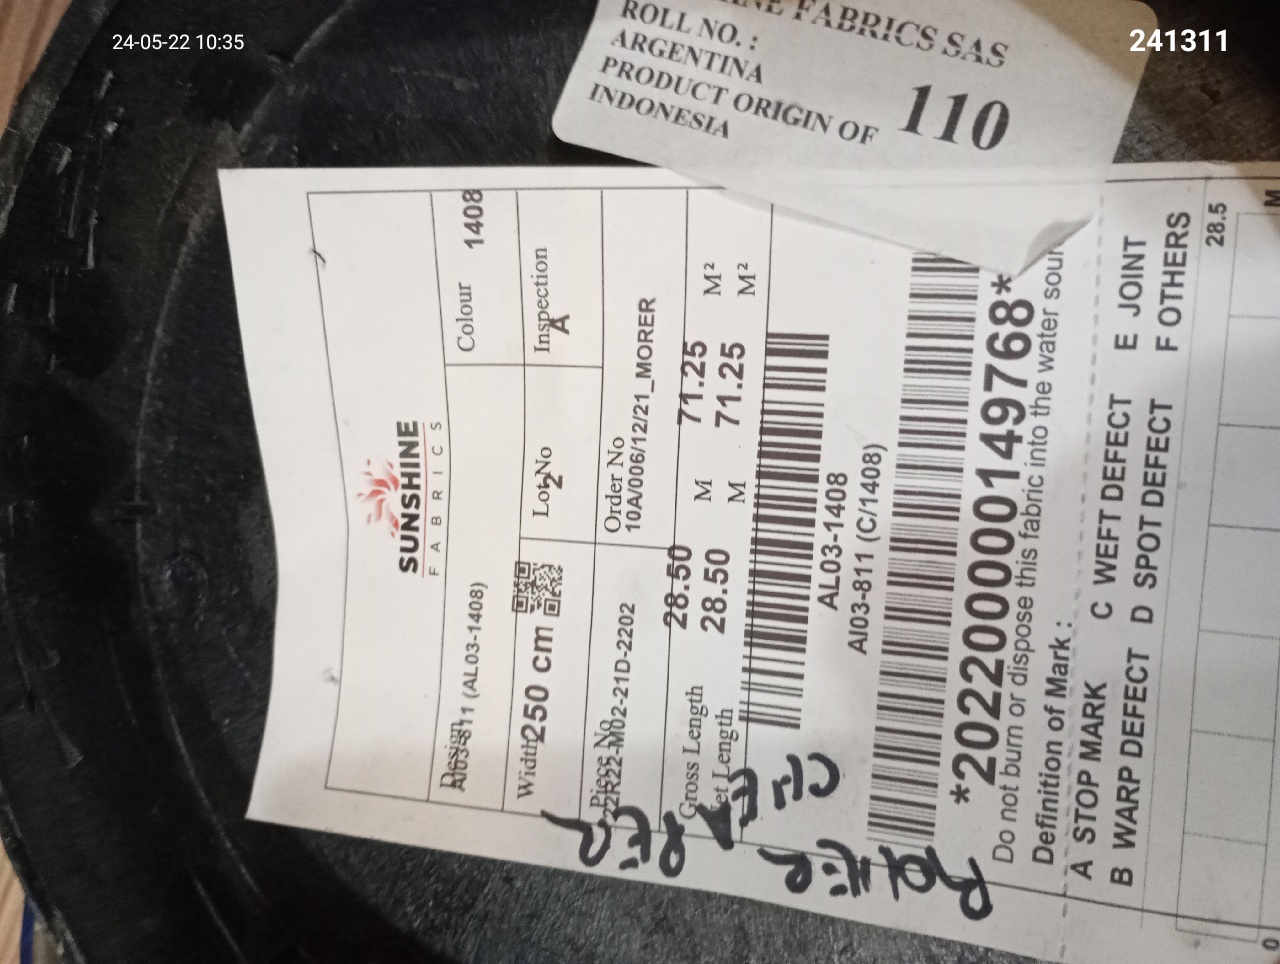 24-05-22 10:35
241311
FABRICS SAS
ROLL NO. :
ARGENTINA
PRODUCT ORIGIN OF
INDONESIA
110
SUNSHINE
FABRICS
Design
Al03-811 (AL03-1408)
Colour 1408
Width 250 cm
Lot No
2
Inspection
A
Piece No
22R22-M02-21D-2202
Order No
10A/006/12/21_MORER
Gross Length 28.50 M 71.25 M²
Net Length 28.50 M 71.25 M²
AL03-1408
Al03-811 (C/1408)
*2022000000149768*
Do not burn or dispose this fabric into the water sour
Definition of Mark :
A STOP MARK C WEFT DEFECT E JOINT
B WARP DEFECT D SPOT DEFECT F OTHERS
0 28.5 M